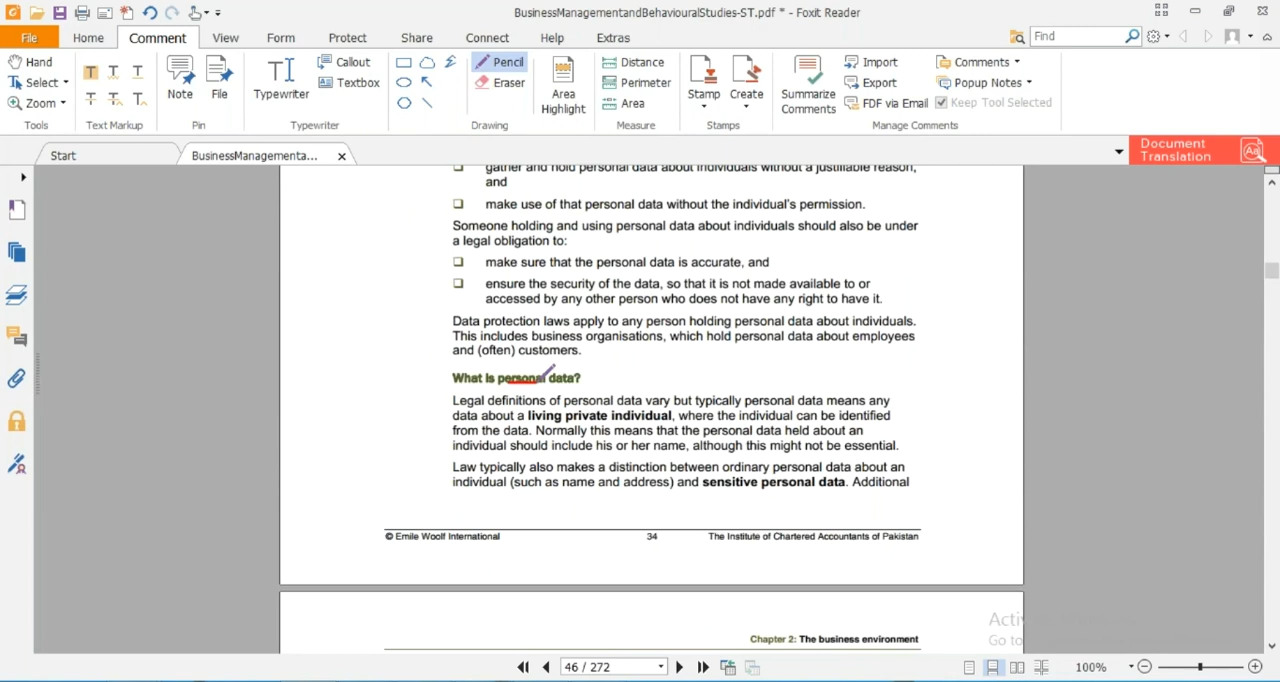 BusinessManagementandBehaviouralStudies-ST.pdf * - Foxit Reader
File Home Comment View Form Protect Share Connect Help Extras Find
Hand
Select
Zoom
Tools
Text Markup
Note
File
Pin
Typewriter
Callout
Textbox
Typewriter
Pencil
Eraser
Drawing
Area
Highlight
Distance
Perimeter
Area
Measure
Stamp
Create
Stamps
Summarize
Comments
Import
Export
FDF via Email
Comments
Popup Notes
Keep Tool Selected
Manage Comments
Start
BusinessManagementa...
Document
Translation
gather and hold personal data about individuals without a justifiable reason,
and
make use of that personal data without the individual's permission.
Someone holding and using personal data about individuals should also be under
a legal obligation to:
make sure that the personal data is accurate, and
ensure the security of the data, so that it is not made available to or
accessed by any other person who does not have any right to have it.
Data protection laws apply to any person holding personal data about individuals.
This includes business organisations, which hold personal data about employees
and (often) customers.
What is personal data?
Legal definitions of personal data vary but typically personal data means any
data about a living private individual, where the individual can be identified
from the data. Normally this means that the personal data held about an
individual should include his or her name, although this might not be essential.
Law typically also makes a distinction between ordinary personal data about an
individual (such as name and address) and sensitive personal data. Additional
© Emile Woolf International 34 The Institute of Chartered Accountants of Pakistan
Chapter 2: The business environment
Go to
46 / 272
100%